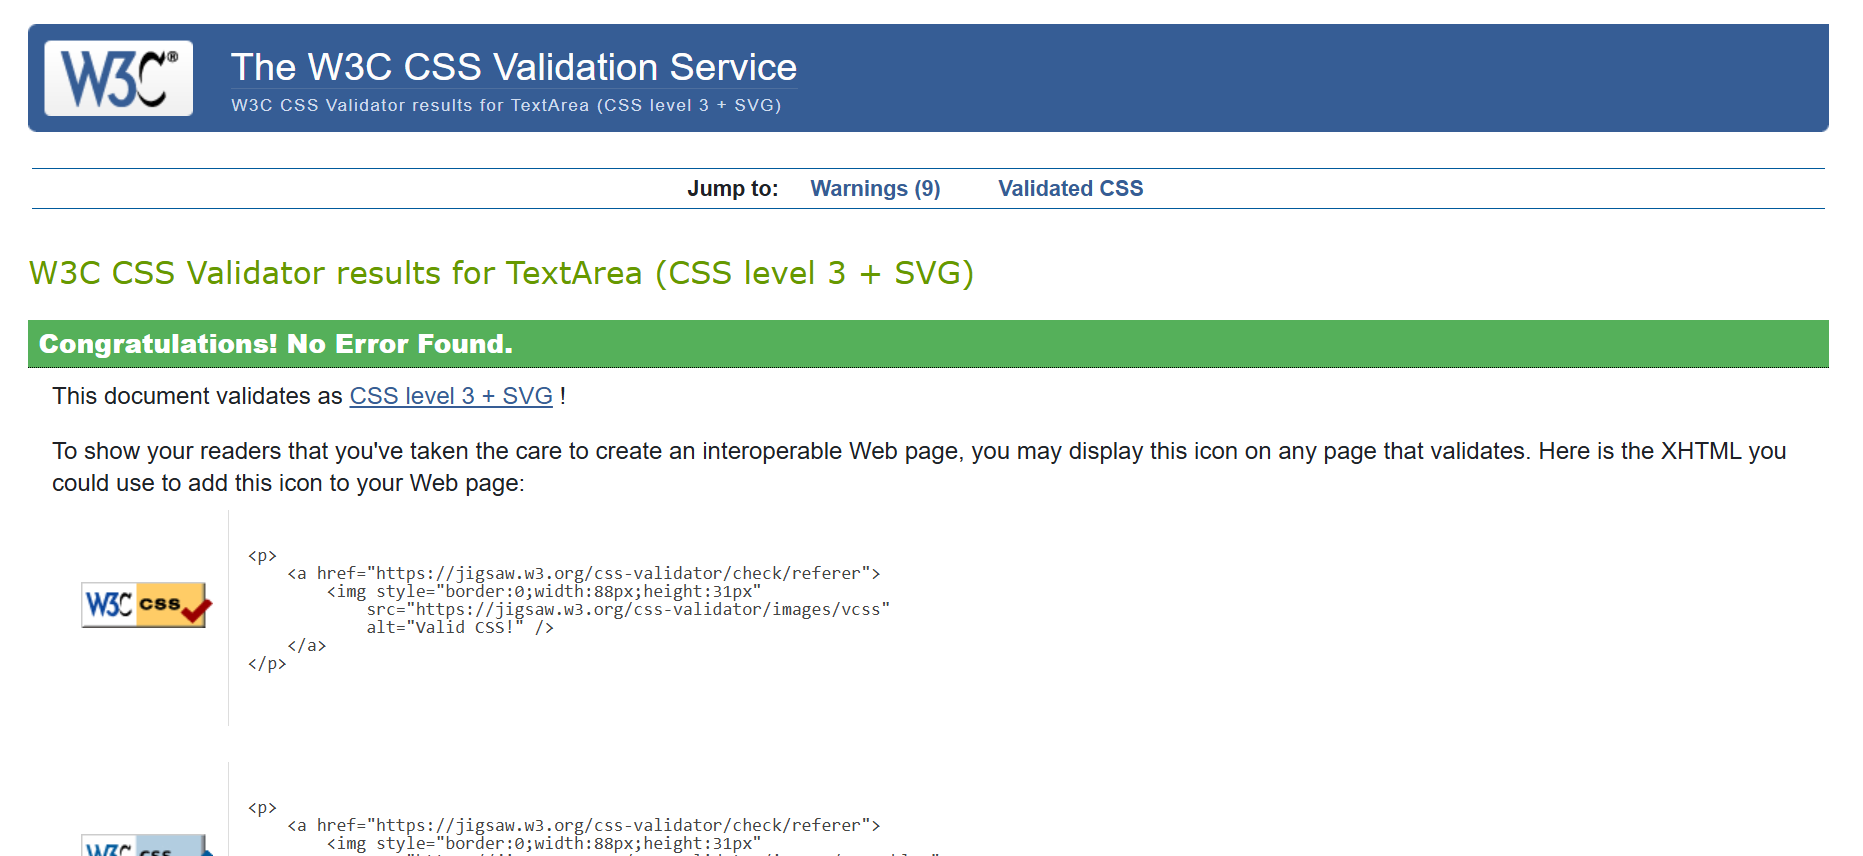 W3C®
The W3C CSS Validation Service
W3C CSS Validator results for TextArea (CSS level 3 + SVG)
Jump to: Warnings (9) Validated CSS
W3C CSS Validator results for TextArea (CSS level 3 + SVG)
Congratulations! No Error Found.
This document validates as CSS level 3 + SVG !
To show your readers that you've taken the care to create an interoperable Web page, you may display this icon on any page that validates. Here is the XHTML you
could use to add this icon to your Web page:
W3C css
<p>
    <a href="https://jigsaw.w3.org/css-validator/check/referer">
        <img style="border:0;width:88px;height:31px"
            src="https://jigsaw.w3.org/css-validator/images/vcss"
            alt="Valid CSS!" />
    </a>
</p>
W3C css
<p>
    <a href="https://jigsaw.w3.org/css-validator/check/referer">
        <img style="border:0;width:88px;height:31px"